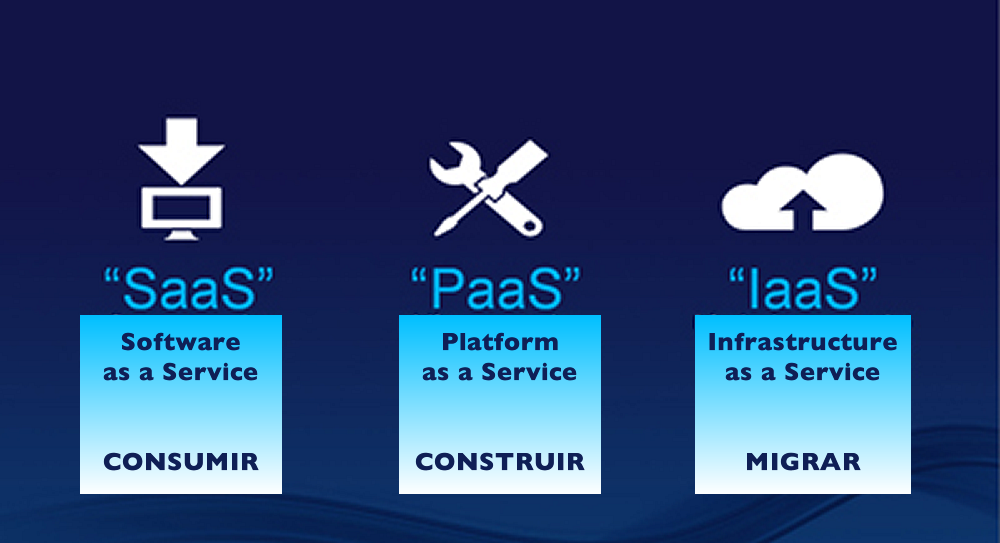 “SaaS”
Software
as a Service
CONSUMIR
“PaaS”
Platform
as a Service
CONSTRUIR
“IaaS”
Infrastructure
as a Service
MIGRAR